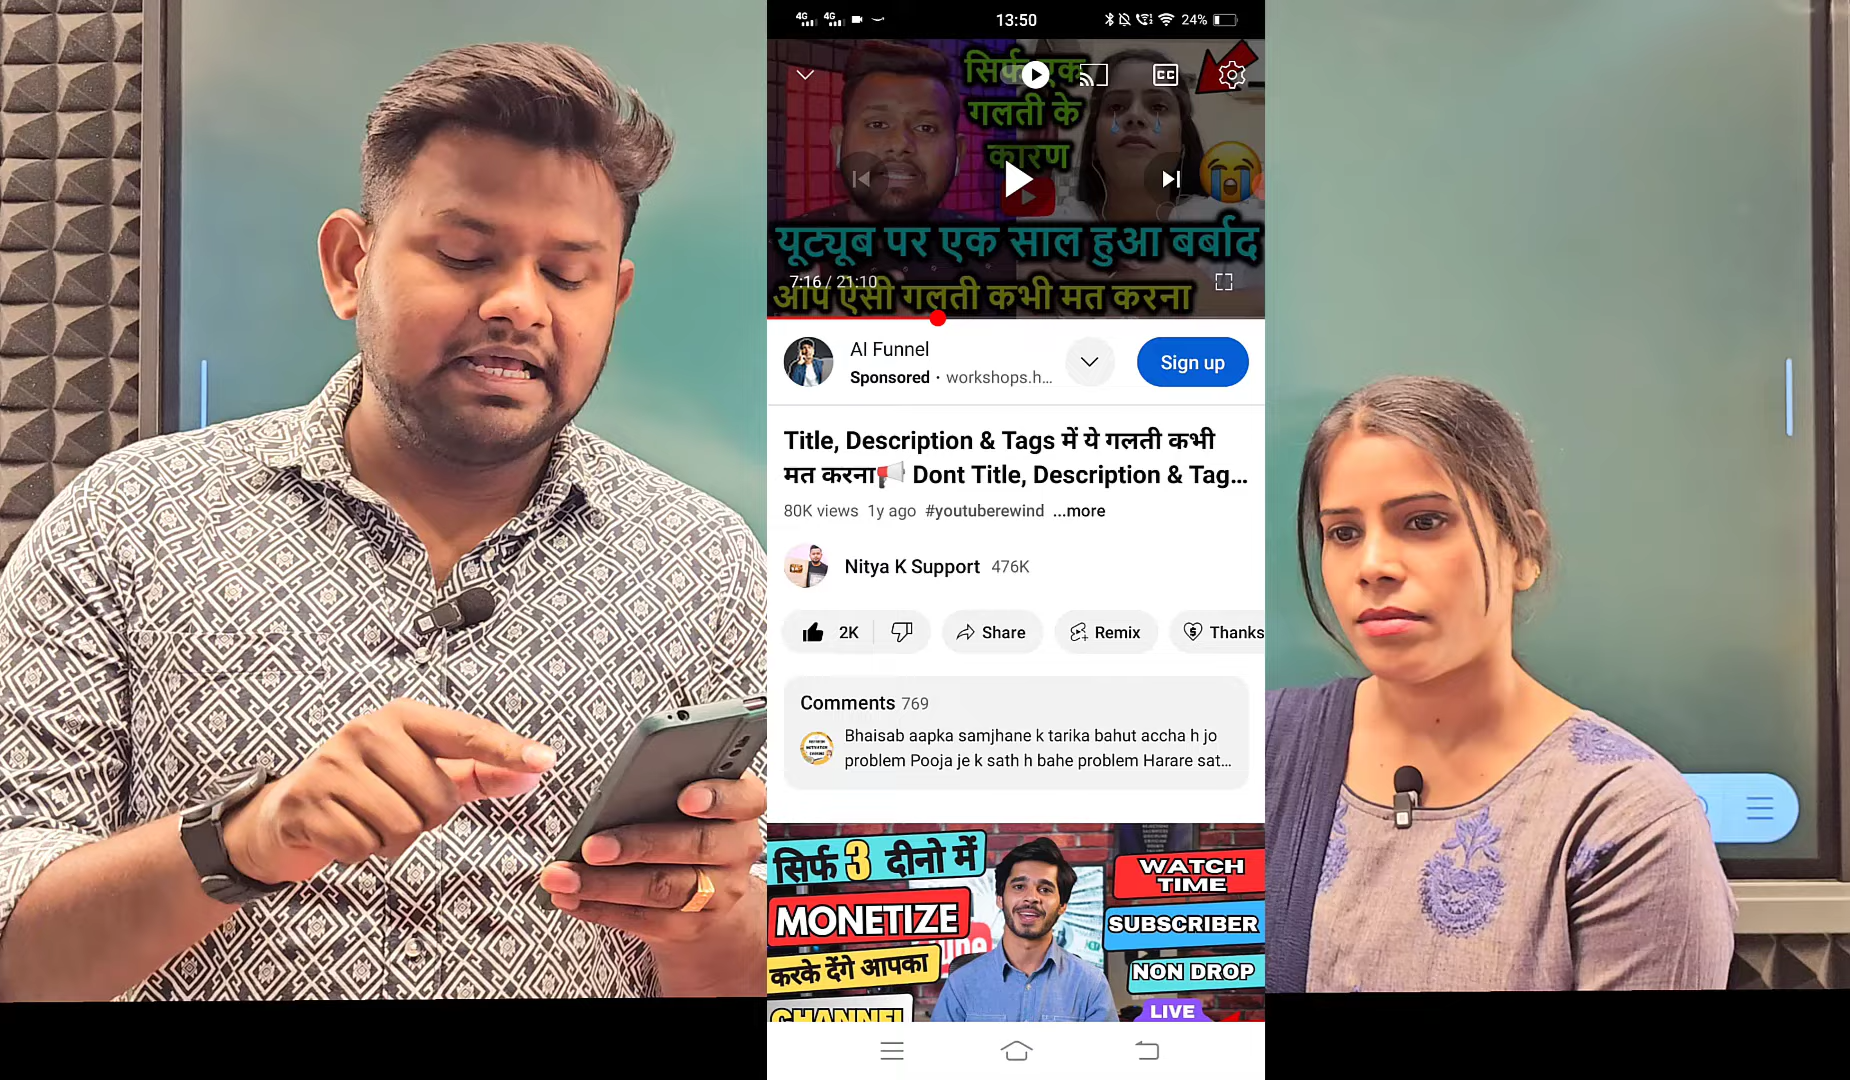 4G 4G 13:50 24%
सिर्फ एक
गलती के
कारण
CC
यूट्यूब पर एक साल हुआ बर्बाद
7:16 / 21:10
आप ऐसी गलती कभी मत करना
AI Funnel
Sponsored · workshops.h...
Sign up
Title, Description & Tags में ये गलती कभी
मत करना📢 Dont Title, Description & Tag...
80K views 1y ago #youtuberewind ...more
Nitya K Support 476K
2K Share Remix Thanks
Comments 769
Bhaisab aapka samjhane k tarika bahut accha h jo
problem Pooja je k sath h bahe problem Harare sat...
सिर्फ 3 दीनो में
MONETIZE
करके देंगे आपका
CHANNEL
WATCH
TIME
SUBSCRIBER
NON DROP
LIVE